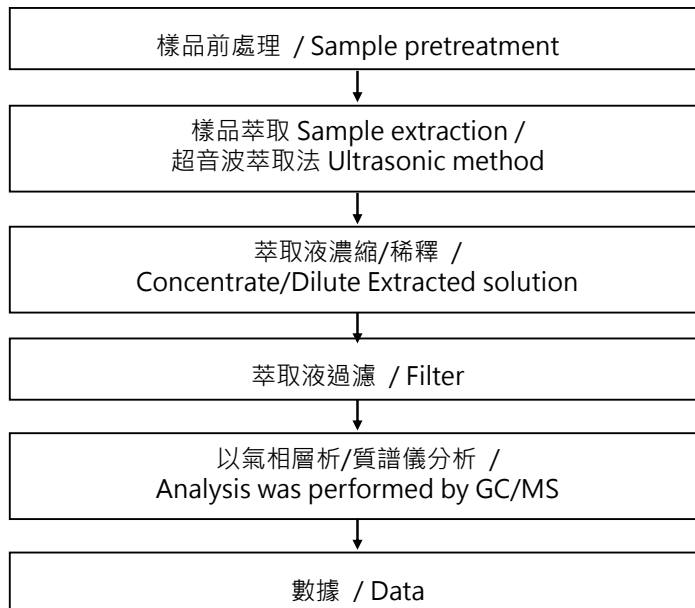 樣品前處理 / Sample pretreatment
樣品萃取 Sample extraction /
超音波萃取法 Ultrasonic method
萃取液濃縮/稀釋 /
Concentrate/Dilute Extracted solution
萃取液過濾 / Filter
以氣相層析/質譜儀分析 /
Analysis was performed by GC/MS
數據 / Data